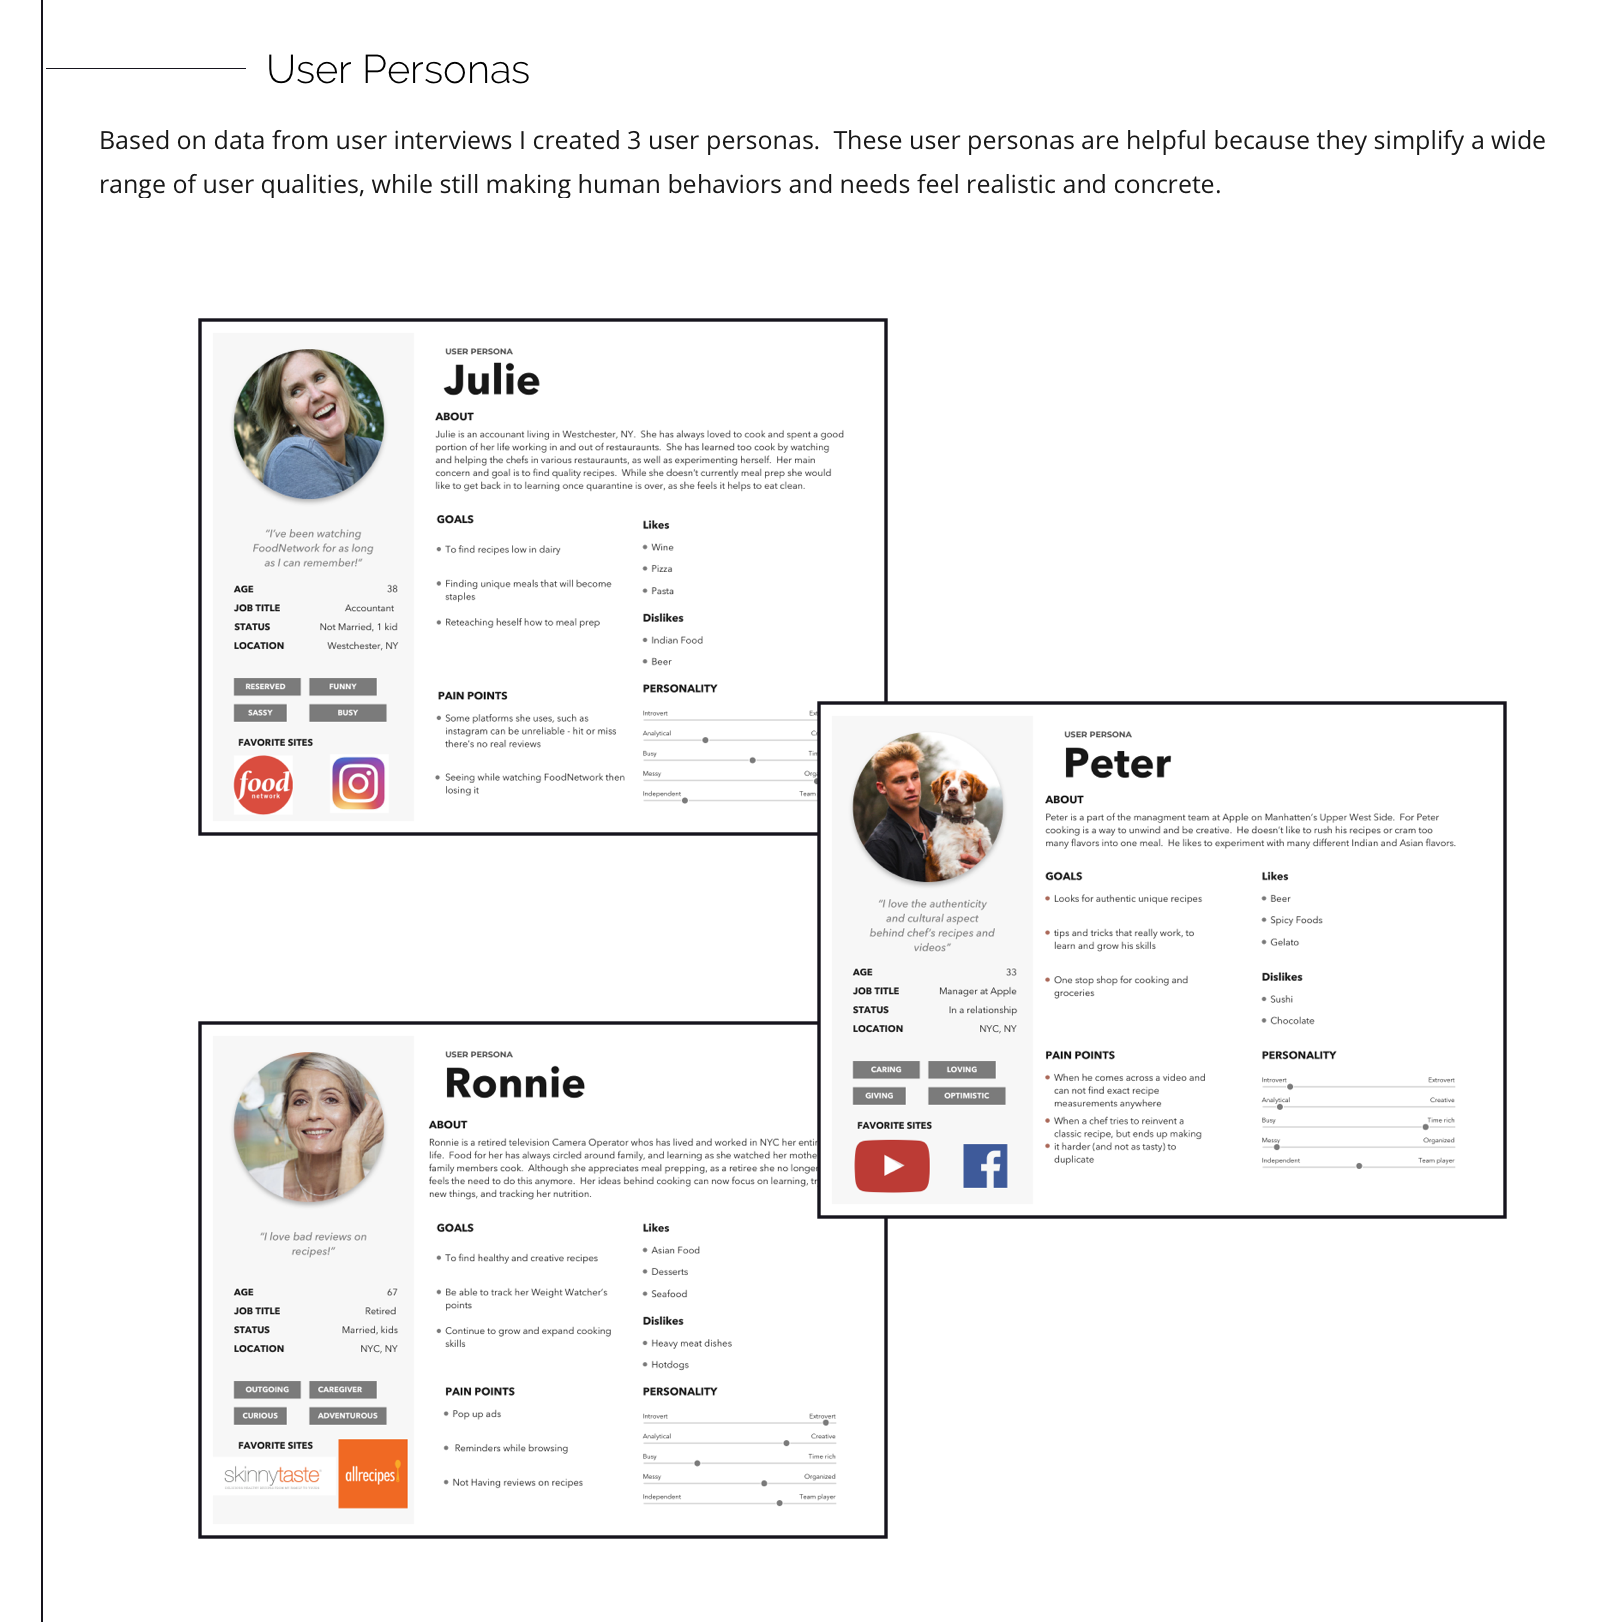 User Personas
Based on data from user interviews I created 3 user personas.  These user personas are helpful because they simplify a wide
range of user qualities, while still making human behaviors and needs feel realistic and concrete.
USER PERSONA
Julie
ABOUT
Julie is an accounant living in Westchester, NY.  She has always loved to cook and spent a good
portion of her life working in and out of restauraunts.  She has learned too cook by watching
and helping the chefs in various restaurants, as well as experimenting herself.  Her main
concern and goal is to find quality recipes.  While she doesn't currently meal prep she would
like to get back in to learning once quarantine is over, as she feels it helps to eat clean.
"I've been watching
FoodNetwork for as long
as I can remember!"
AGE 38
JOB TITLE Accountant
STATUS Not Married, 1 kid
LOCATION Westchester, NY
RESERVED FUNNY
SASSY BUSY
FAVORITE SITES
food
network
GOALS
To find recipes low in dairy
Finding unique meals that will become
staples
Reteaching heself how to meal prep
PAIN POINTS
Some platforms she uses, such as
instagram can be unreliable - hit or miss
there's no real reviews
Seeing while watching FoodNetwork then
losing it
Likes
Wine
Pizza
Pasta
Dislikes
Indian Food
Beer
PERSONALITY
Introvert
Analytical
Busy
Messy
Independent Team
USER PERSONA
Peter
ABOUT
Peter is a part of the managment team at Apple on Manhatten's Upper West Side.  For Peter
cooking is a way to unwind and be creative.  He doesn't like to rush his recipes or cram too
many flavors into one meal.  He likes to experiment with many different Indian and Asian flavors.
"I love the authenticity
and cultural aspect
behind chef's recipes and
videos"
AGE 33
JOB TITLE Manager at Apple
STATUS In a relationship
LOCATION NYC, NY
CARING LOVING
GIVING OPTIMISTIC
FAVORITE SITES
f
GOALS
Looks for authentic unique recipes
tips and tricks that really work, to
learn and grow his skills
One stop shop for cooking and
groceries
PAIN POINTS
When he comes across a video and
can not find exact recipe
measurements anywhere
When a chef tries to reinvent a
classic recipe, but ends up making
it harder (and not as tasty) to
duplicate
Likes
Beer
Spicy Foods
Gelato
Dislikes
Sushi
Chocolate
PERSONALITY
Introvert Extrovert
Analytical Creative
Busy Time rich
Messy Organized
Independent Team player
USER PERSONA
Ronnie
ABOUT
Ronnie is a retired television Camera Operator whos has lived and worked in NYC her
life.  Food for her has always circled around family, and learning as she watched her
family members cook.  Although she appreciates meal prepping, as a retiree she no longer
feels the need to do this anymore.  Her ideas behind cooking can now focus on learning,
new things, and tracking her nutrition.
"I love bad reviews on
recipes!"
AGE 67
JOB TITLE Retired
STATUS Married, kids
LOCATION NYC, NY
OUTGOING CAREGIVER
CURIOUS ADVENTUROUS
FAVORITE SITES
skinnytaste
allrecipes
GOALS
To find healthy and creative recipes
Be able to track her Weight Watcher's
points
Continue to grow and expand cooking
skills
PAIN POINTS
Pop up ads
Reminders while browsing
Not Having reviews on recipes
Likes
Asian Food
Desserts
Seafood
Dislikes
Heavy meat dishes
Hotdogs
PERSONALITY
Introvert Extrovert
Analytical Creative
Busy Time rich
Messy Organized
Independent Team player